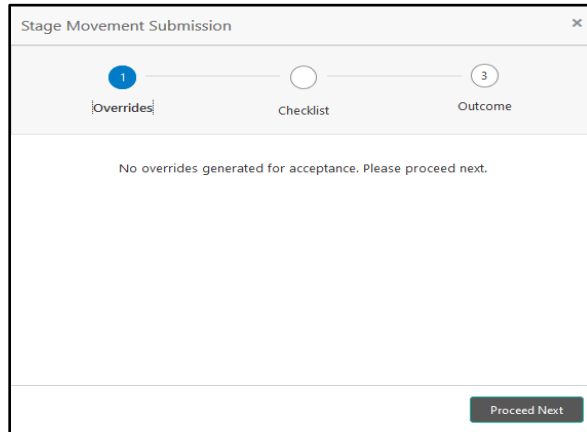 Stage Movement Submission ×
1
3
Overrides
Checklist
Outcome
No overrides generated for acceptance. Please proceed next.
Proceed Next